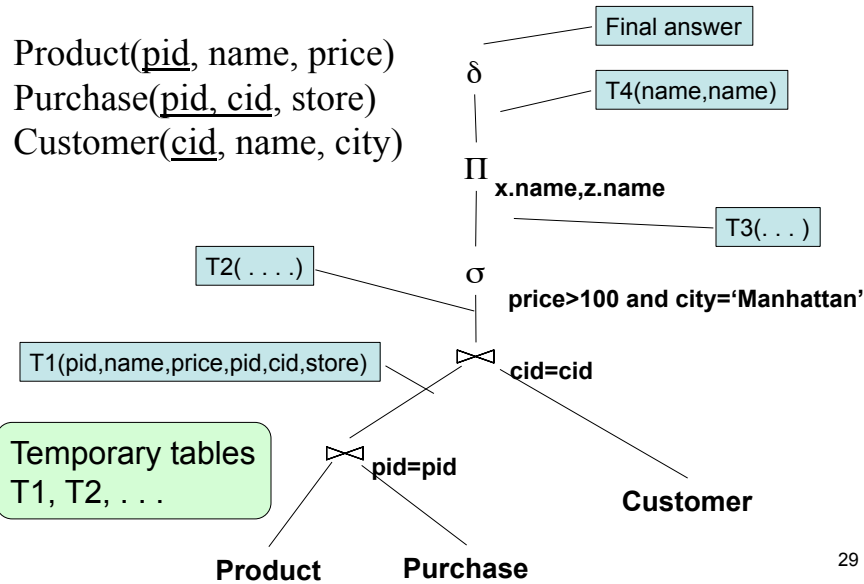 Final answer
Product(pid, name, price)
Purchase(pid, cid, store)
Customer(cid, name, city)
δ
T4(name,name)
Π
x.name,z.name
T3(. . . )
T2( . . . .)
σ
price>100 and city=‘Manhattan’
T1(pid,name,price,pid,cid,store)
⋈
cid=cid
Temporary tables
T1, T2, . . .
⋈
pid=pid
Customer
Product
Purchase
29